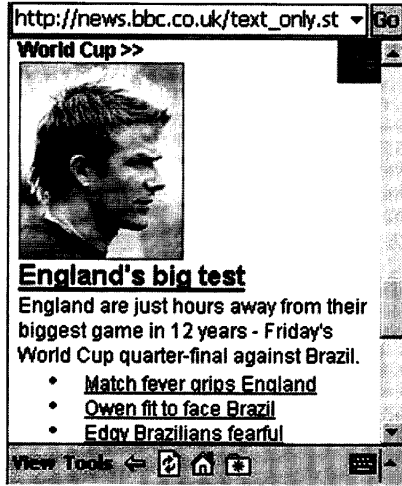 http://news.bbc.co.uk/text_only.st Go
World Cup >>
England's big test
England are just hours away from their
biggest game in 12 years - Friday's
World Cup quarter-final against Brazil.
• Match fever grips England
• Owen fit to face Brazil
• Edgy Brazilians fearful
View Tools